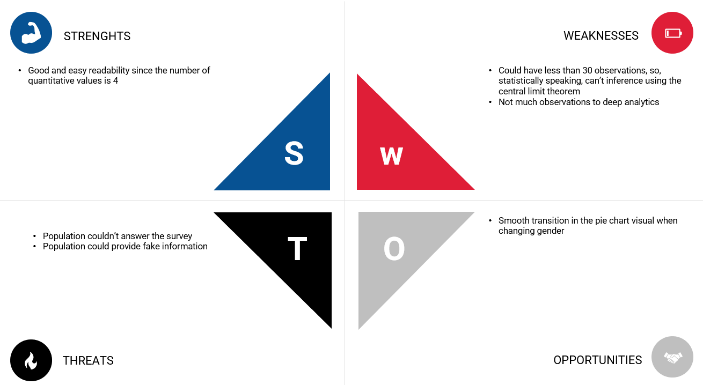 STRENGHTS
• Good and easy readability since the number of
quantitative values is 4
S
WEAKNESSES
• Could have less than 30 observations, so,
statistically speaking, can't inference using the
central limit theorem
• Not much observations to deep analytics
w
T
• Population couldn't answer the survey
• Population could provide fake information
THREATS
O
• Smooth transition in the pie chart visual when
changing gender
OPPORTUNITIES